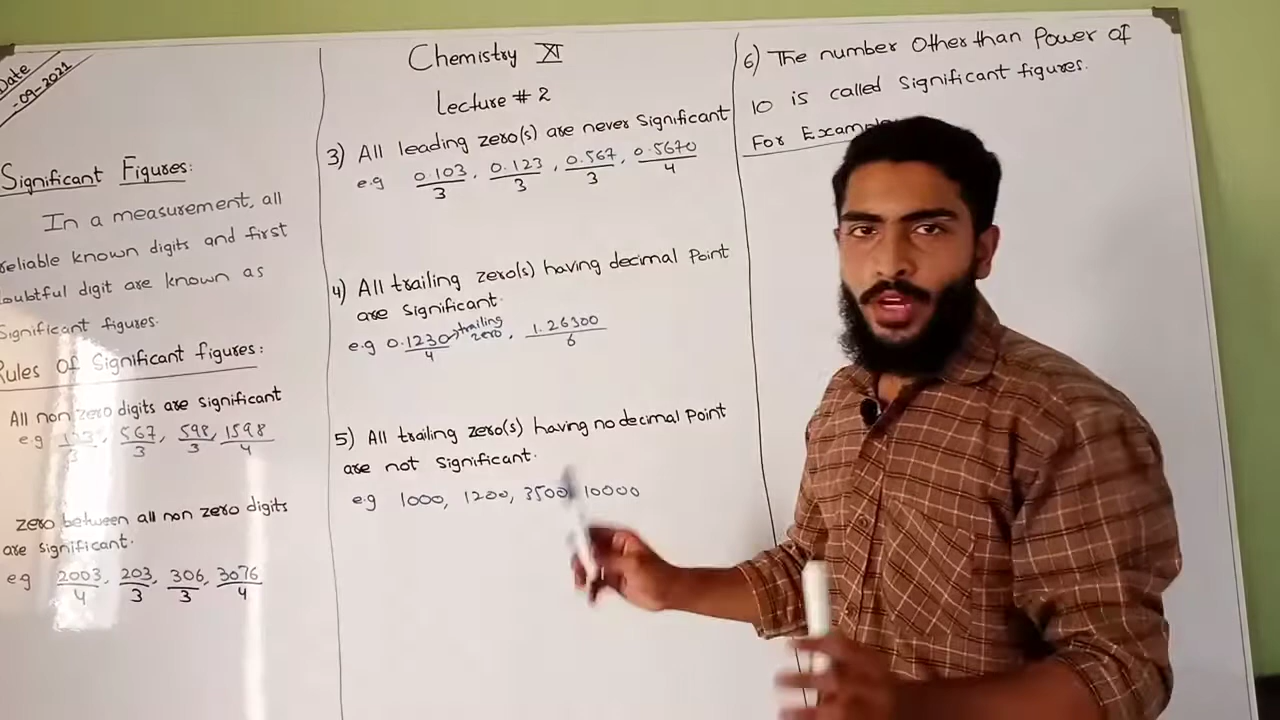 Date
-09-2021
Significant Figures:
In a measurement, all
reliable known digits and first
doubtful digit are known as
Significant figures.
Rules of Significant figures:
All non zero digits are significant
e.g 123, 567, 598, 1598
3 3 3 4
zero between all non zero digits
are significant.
eg 2003, 203, 306, 3076
4 3 3 4
Chemistry XI
Lecture # 2
3) All leading zero(s) are never significant
e.g 0.103, 0.123, 0.567, 0.5670
3 3 3 4
4) All trailing zero(s) having decimal point
are significant.
e.g 0.1230 → trailing zero, 1.26300
4 6
5) All trailing zero(s) having no decimal point
are not significant.
e.g 1000, 1200, 3500, 10000
6) The number other than Power of
10 is called Significant figures.
For Example